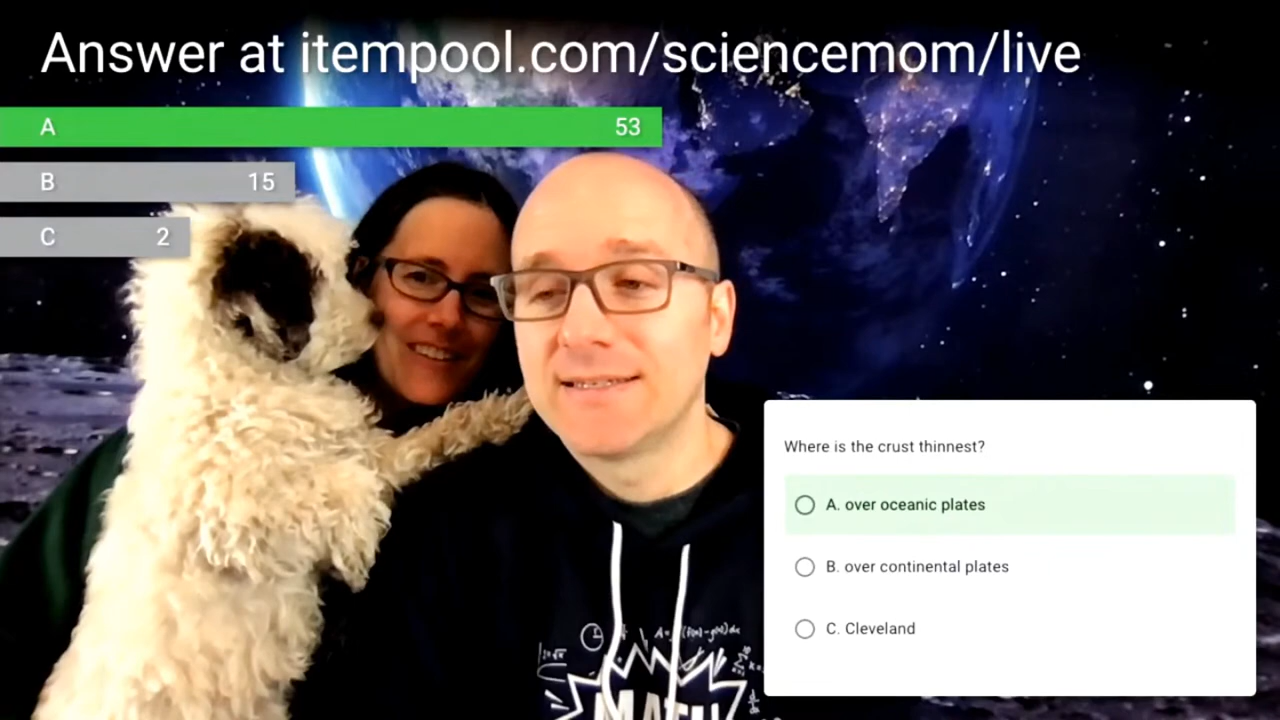 Answer at itempool.com/sciencemom/live
A 53
B 15
C 2
Where is the crust thinnest?
A. over oceanic plates
B. over continental plates
C. Cleveland
MATH